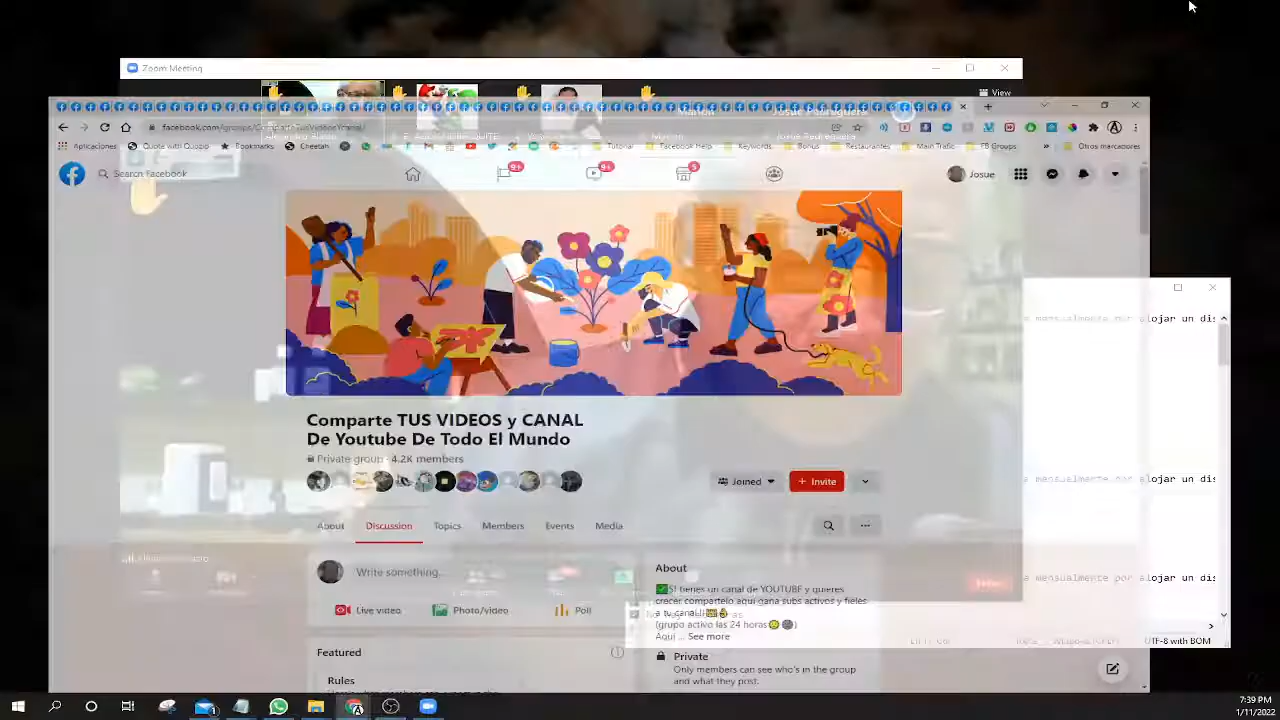 Zoom Meeting
View
facebook.com/groups/
Aplicaciones Quote with Quozio Bookmarks Cheetah Tutorial Facebook Help Keywords Bonus Restaurantes Main Trafic FB Groups » Otros marcadores
Search Facebook
9+ 9+ 5 Josue
a mensualmente por alojar un dis
Comparte TUS VIDEOS y CANAL
De Youtube De Todo El Mundo
Private group · 4.2K members
Joined + Invite
a mensualmente por alojar un dis
About Discussion Topics Members Events Media
Write something...
Live video Photo/video Poll
About
SI tienes un canal de YOUTUBE y quieres
crecer compartelo aqui gana subs activos y fieles
a tu canal!!
(grupo activo las 24 horas )
Aqui ... See more
a mensualmente por alojar un dis
UTF-8 with BOM
Featured
Private
Only members can see who's in the group
and what they post.
Rules
7:39 PM
1/11/2022